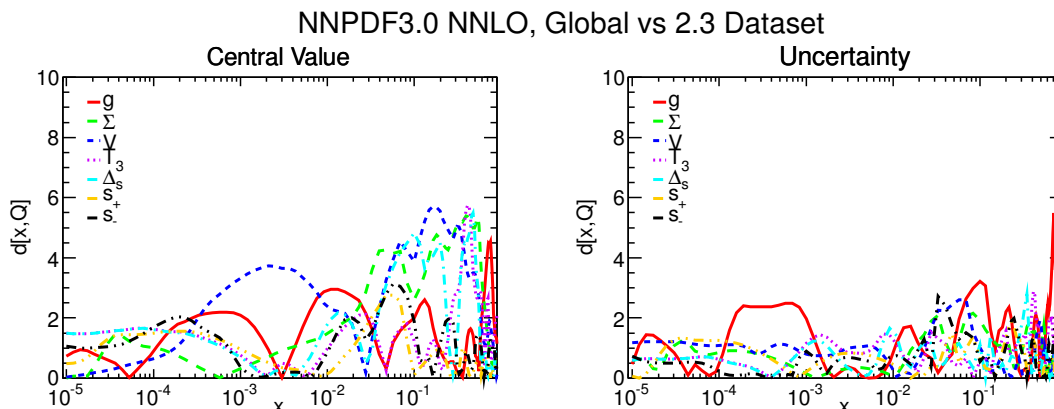 NNPDF3.0 NNLO, Global vs 2.3 Dataset
Central Value
10
8
6
4
2
0
d[x,Q]
g
Σ
V
T₃
Δₛ
s₊
s₋
10⁻⁵ 10⁻⁴ 10⁻³ 10⁻² 10⁻¹
x
Uncertainty
10
8
6
4
2
0
d[x,Q]
g
Σ
V
T₃
Δₛ
s₊
s₋
10⁻⁵ 10⁻⁴ 10⁻³ 10⁻² 10⁻¹
x